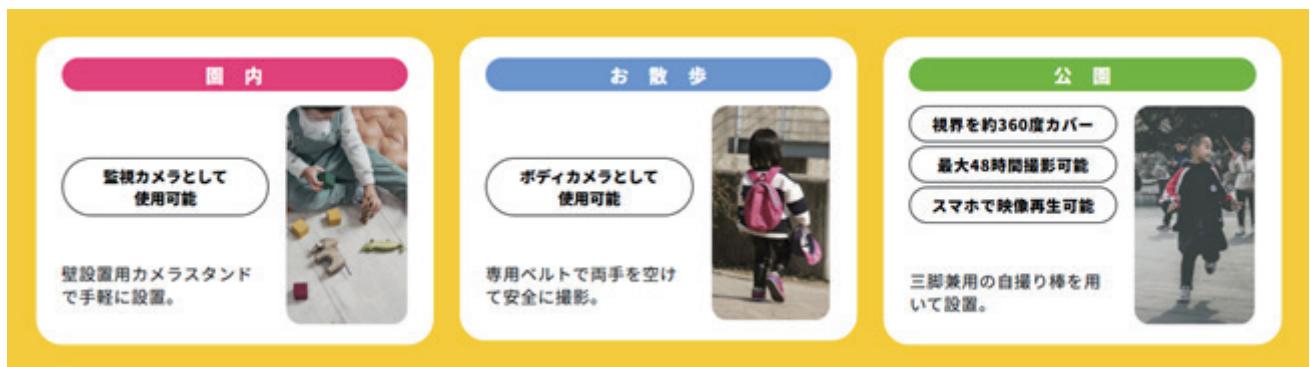 園 内
監視カメラとして
使用可能
壁設置用カメラスタンド
で手軽に設置。
お 散 歩
ボディカメラとして
使用可能
専用ベルトで両手を空け
て安全に撮影。
公 園
視界を約360度カバー
最大48時間撮影可能
スマホで映像再生可能
三脚兼用の自撮り棒を用
いて設置。